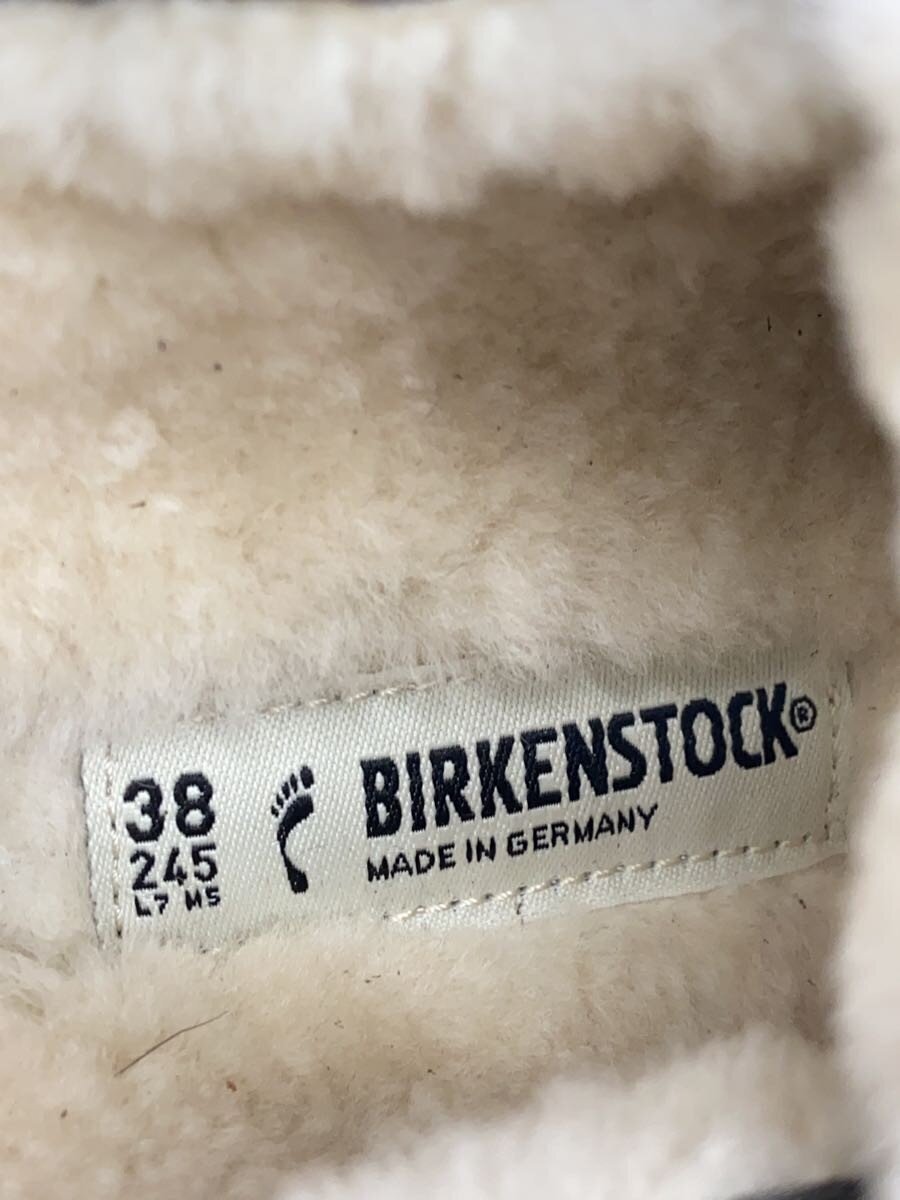 38
245
L7 M5
BIRKENSTOCK®
MADE IN GERMANY